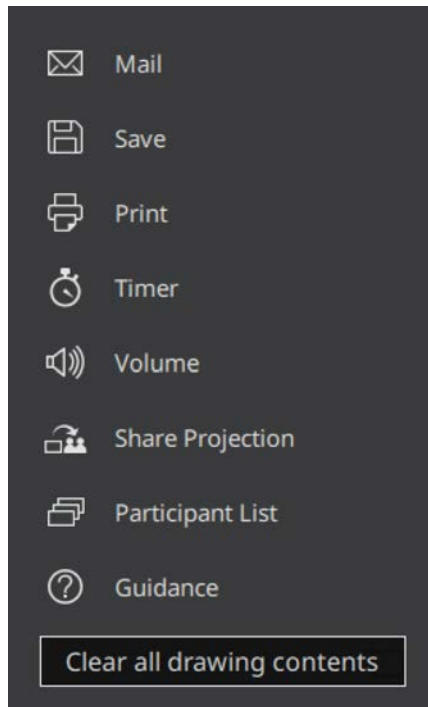 Mail
Save
Print
Timer
Volume
Share Projection
Participant List
Guidance
Clear all drawing contents